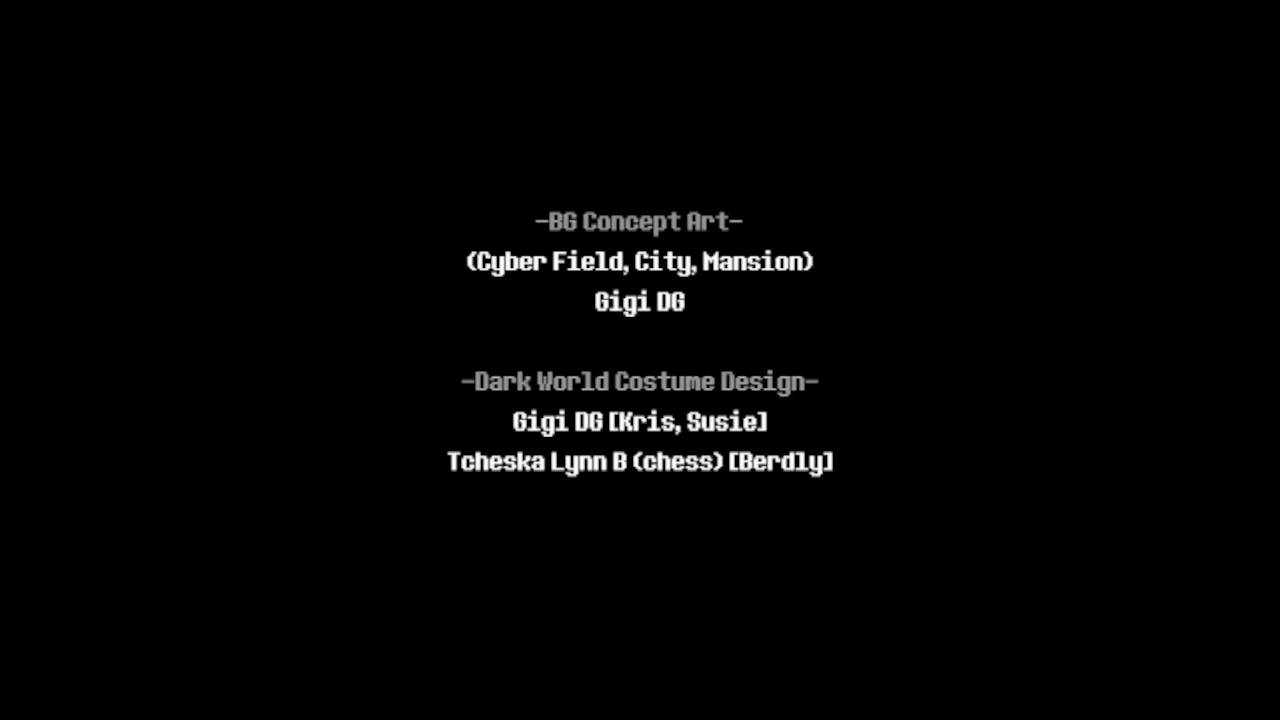 -BG Concept Art-
(Cyber Field, City, Mansion)
Gigi DG
-Dark World Costume Design-
Gigi DG [Kris, Susie]
Tcheska Lynn B (chess) [Berdly]